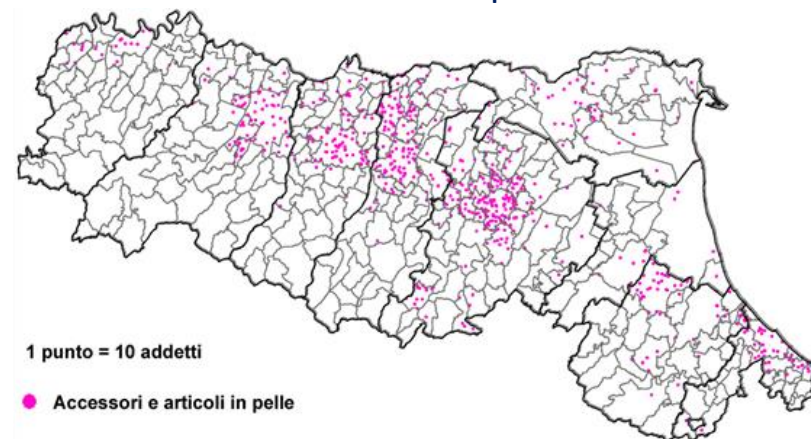 1 punto = 10 addetti
Accessori e articoli in pelle